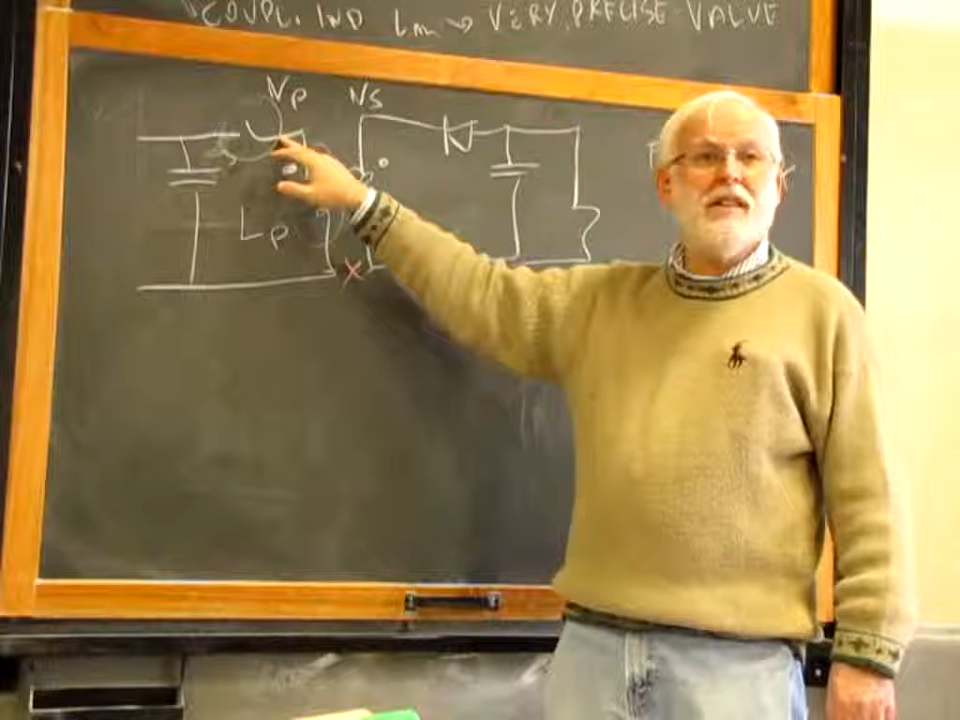 COUPL. IND Lm → VERY PRECISE VALUE
Np Ns
Lp